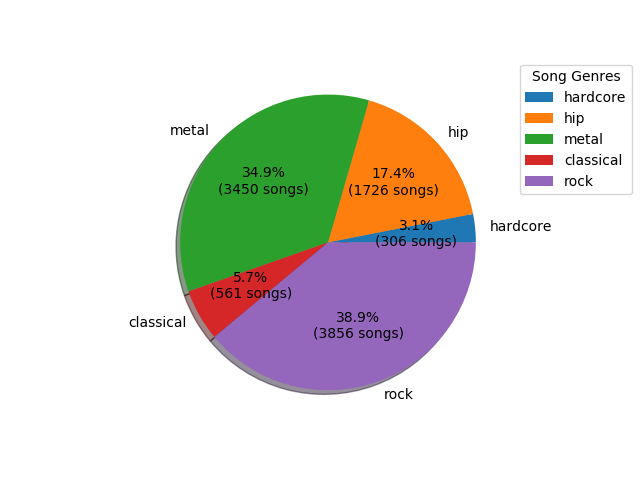 Song Genres
hardcore
hip
metal
classical
rock
metal
hip
34.9%
(3450 songs)
17.4%
(1726 songs)
3.1%
(306 songs)
hardcore
5.7%
(561 songs)
classical
38.9%
(3856 songs)
rock